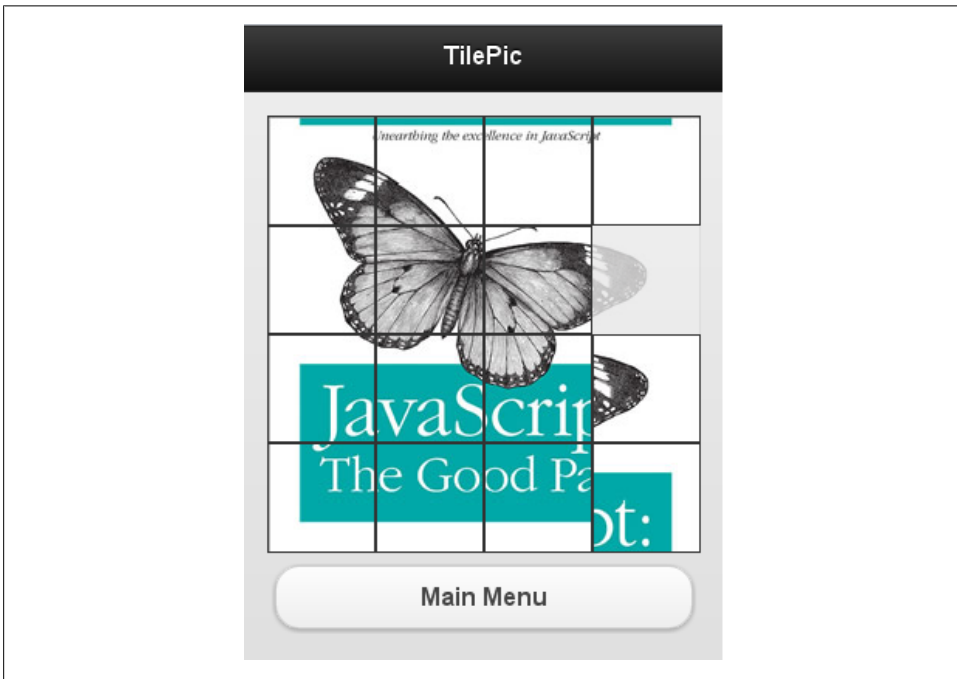 TilePic
Unearthing the excellence in JavaScript
JavaScrip
The Good Pa
pt:
Main Menu